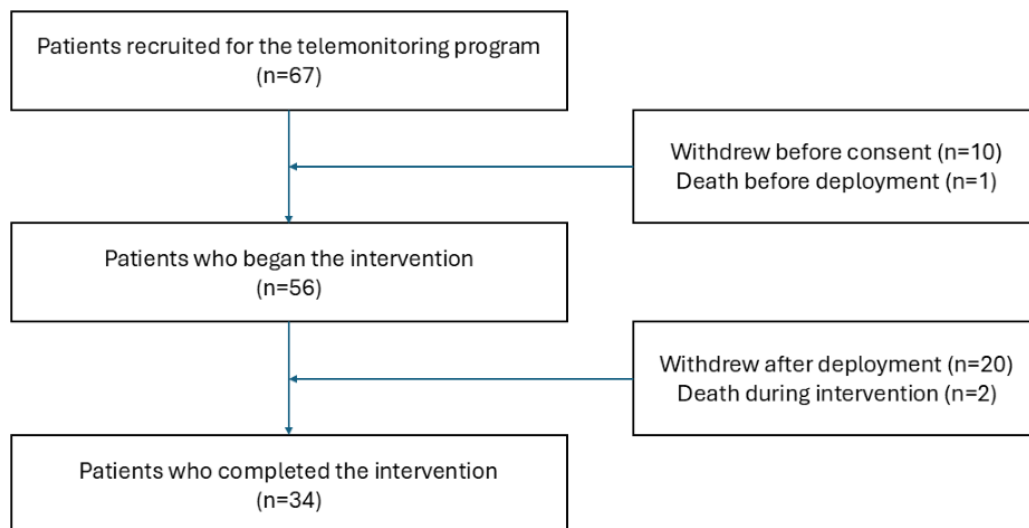 Patients recruited for the telemonitoring program
(n=67)
Withdrew before consent (n=10)
Death before deployment (n=1)
Patients who began the intervention
(n=56)
Withdrew after deployment (n=20)
Death during intervention (n=2)
Patients who completed the intervention
(n=34)